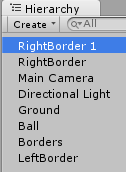 Hierarchy
Create All
RightBorder 1
RightBorder
Main Camera
Directional Light
Ground
Ball
Borders
LeftBorder